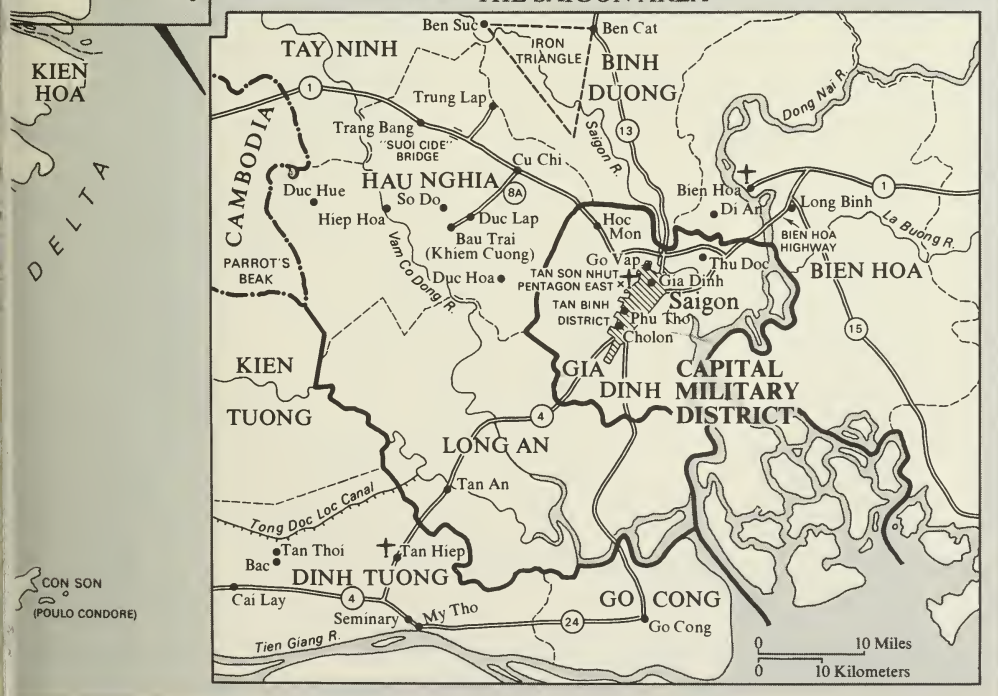 THE SAIGON AREA
KIEN
HOA
DELTA
CON SON
(POULO CONDORE)
Ben Suc
Ben Cat
TAY NINH
IRON
TRIANGLE
BINH
DUONG
1
Trung Lap
Dong Nai R.
Trang Bang
"SUOI CIDE"
BRIDGE
Saigon R.
13
CAMBODIA
Cu Chi
Duc Hue
HAU NGHIA
8A
Bien Hoa
1
So Do
Di An
Long Binh
Hiep Hoa
Duc Lap
Hoc
Mon
La Buong R.
Bau Trai
(Khiem Cuong)
BIEN HOA
HIGHWAY
Vam Co Dong R.
Go Vap
Thu Doc
BIEN HOA
PARROT'S
BEAK
Duc Hoa
TAN SON NHUT
PENTAGON EAST
Gia Dinh
Saigon
TAN BINH
DISTRICT
Phu Tho
Cholon
15
KIEN
TUONG
GIA
DINH
CAPITAL
MILITARY
DISTRICT
4
LONG AN
Tan An
Tong Doc Loc Canal
Tan Thoi
Bac
Tan Hiep
DINH TUONG
Cai Lay
4
Seminary
My Tho
24
GO CONG
Go Cong
Tien Giang R.
0 10 Miles
0 10 Kilometers